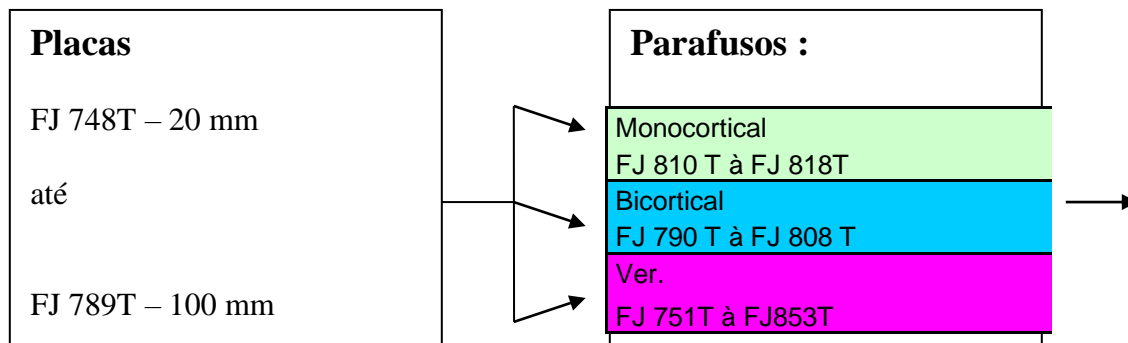 Placas
FJ 748T – 20 mm
até
FJ 789T – 100 mm
Parafusos :
Monocortical
FJ 810 T à FJ 818T
Bicortical
FJ 790 T à FJ 808 T
Ver.
FJ 751T à FJ853T